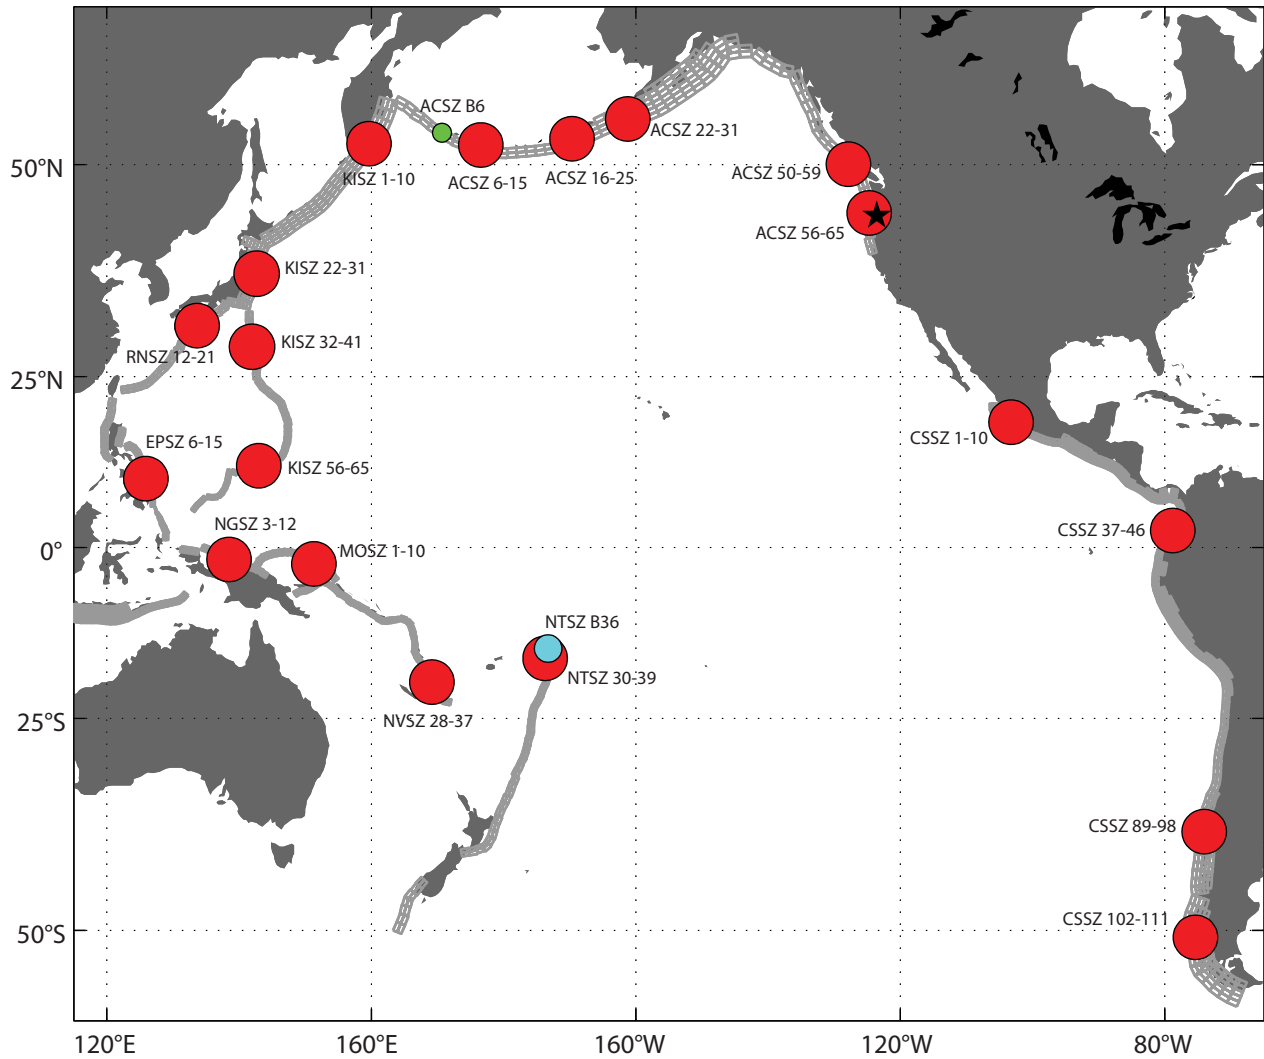 ACSZ B6
ACSZ 22-31
50°N
KISZ 1-10
ACSZ 6-15
ACSZ 16-25
ACSZ 50-59
ACSZ 56-65
KISZ 22-31
KISZ 32-41
RNSZ 12-21
25°N
EPSZ 6-15
CSSZ 1-10
KISZ 56-65
NGSZ 3-12
CSSZ 37-46
0°
MOSZ 1-10
NTSZ B36
NTSZ 30-39
NVSZ 28-37
25°S
CSSZ 89-98
CSSZ 102-111
50°S
120°E
160°E
160°W
120°W
80°W